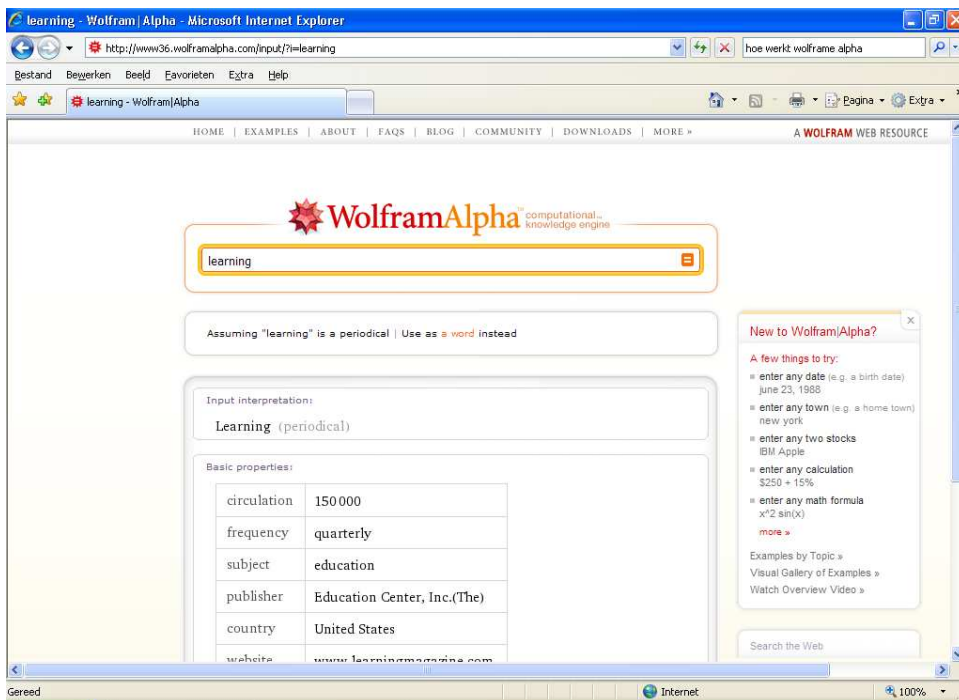 learning - Wolfram|Alpha - Microsoft Internet Explorer
http://www36.wolframalpha.com/input/?i=learning
hoe werkt wolframe alpha
Bestand Bewerken Beeld Favorieten Extra Help
learning - Wolfram|Alpha
Pagina Extra
HOME | EXAMPLES | ABOUT | FAQS | BLOG | COMMUNITY | DOWNLOADS | MORE »
A WOLFRAM WEB RESOURCE
WolframAlpha™ computational...
knowledge engine
learning
Assuming "learning" is a periodical | Use as a word instead
Input interpretation:
Learning (periodical)
Basic properties:
circulation 150000
frequency quarterly
subject education
publisher Education Center, Inc.(The)
country United States
website www.learningmagazine.com
New to Wolfram|Alpha?
A few things to try:
enter any date (e.g. a birth date)
june 23, 1988
enter any town (e.g. a home town)
new york
enter any two stocks
IBM Apple
enter any calculation
$250 + 15%
enter any math formula
x^2 sin(x)
more »
Examples by Topic »
Visual Gallery of Examples »
Watch Overview Video »
Search the Web
Gereed
Internet
100%